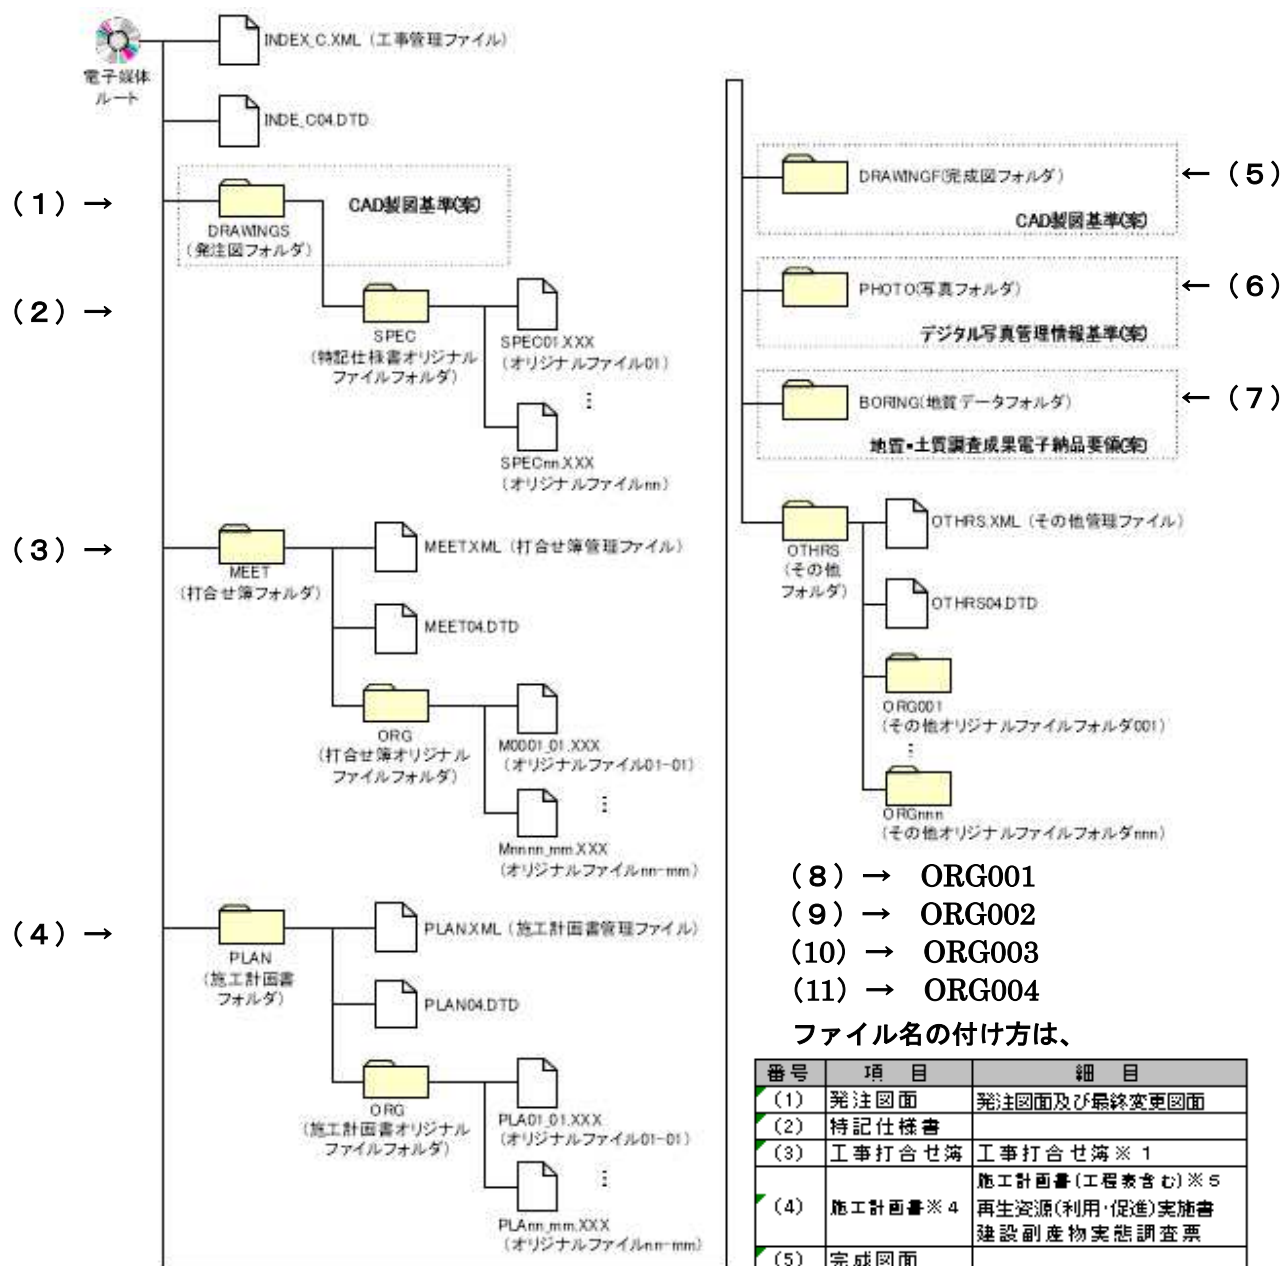 電子媒体
ルート
INDEX_C.XML (工事管理ファイル)
INDE_C04.DTD
(1) →
DRAWINGS
(発注図フォルダ)
CAD製図基準(案)
(2) →
SPEC
(特記仕様書オリジナル
ファイルフォルダ)
SPEC01.XXX
(オリジナルファイル01)
⋮
SPECnn.XXX
(オリジナルファイルnn)
(3) →
MEET
(打合せ簿フォルダ)
MEET.XML (打合せ簿管理ファイル)
MEET04.DTD
ORG
(打合せ簿オリジナル
ファイルフォルダ)
M0001_01.XXX
(オリジナルファイル01-01)
⋮
Mnnnn_mm.XXX
(オリジナルファイルnn-mm)
(4) →
PLAN
(施工計画書
フォルダ)
PLAN.XML (施工計画書管理ファイル)
PLAN04.DTD
ORG
(施工計画書オリジナル
ファイルフォルダ)
PLA01_01.XXX
(オリジナルファイル01-01)
⋮
PLAnn_mm.XXX
(オリジナルファイルnn-mm)
DRAWINGF(完成図フォルダ)
CAD製図基準(案)
← (5)
PHOTO(写真フォルダ)
デジタル写真管理情報基準(案)
← (6)
BORING(地質データフォルダ)
地質・土質調査成果電子納品要領(案)
← (7)
OTHRS
(その他
フォルダ)
OTHRS.XML (その他管理ファイル)
OTHRS04.DTD
ORG001
(その他オリジナルファイルフォルダ001)
⋮
ORGnnn
(その他オリジナルファイルフォルダnnn)
(8) → ORG001
(9) → ORG002
(10) → ORG003
(11) → ORG004
ファイル名の付け方は、
番号 項 目 細 目
(1) 発注図面 発注図面及び最終変更図面
(2) 特記仕様書
(3) 工事打合せ簿 工事打合せ簿※1
(4) 施工計画書※4 施工計画書(工程表含む)※5
再生資源(利用・促進)実施書
建設副産物実態調査票
(5) 完成図面